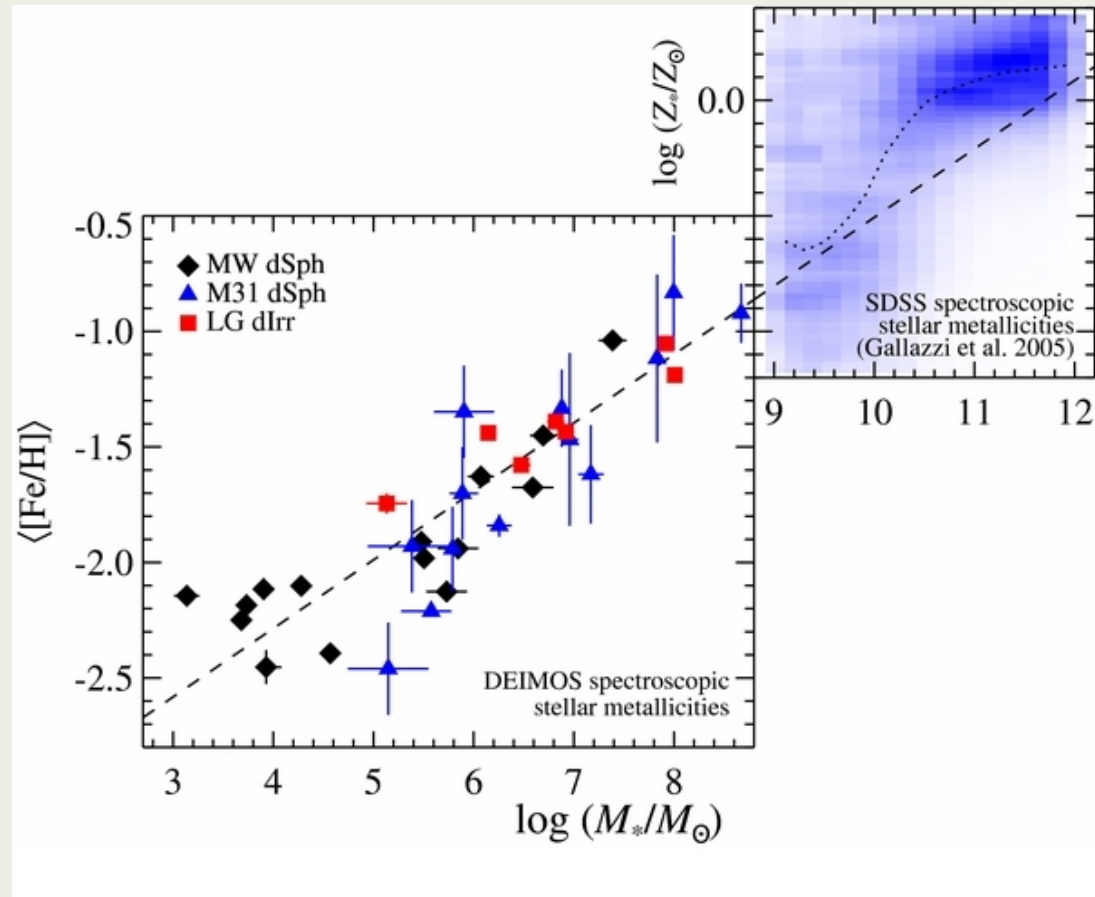 log (Z*/Z☉)
0.0
SDSS spectroscopic
stellar metallicities
(Gallazzi et al. 2005)
9 10 11 12
-0.5
-1.0
-1.5
-2.0
-2.5
⟨[Fe/H]⟩
MW dSph
M31 dSph
LG dIrr
DEIMOS spectroscopic
stellar metallicities
3 4 5 6 7 8
log (M*/M☉)